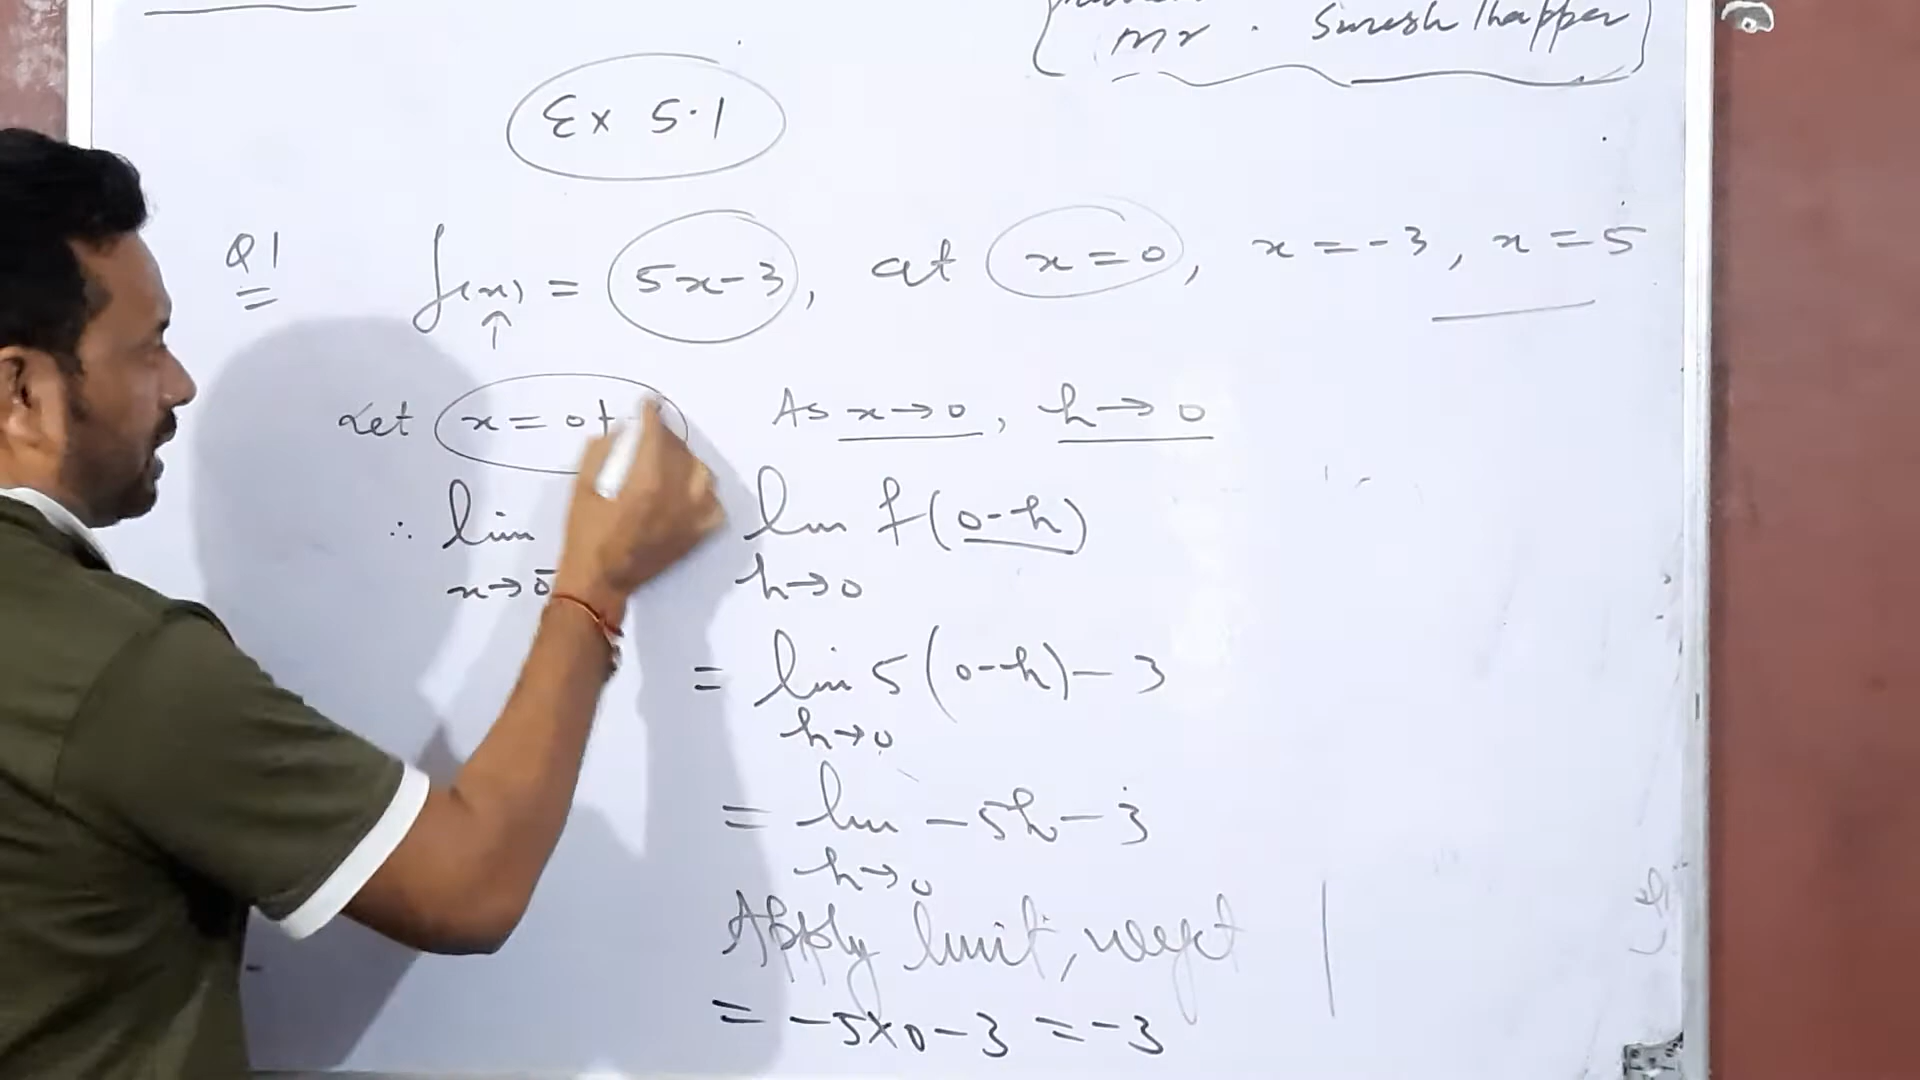 Mr. Suresh Thapper
Ex 5.1
Q1 f(x) = 5x-3, at x=0, x=-3, x=5
Let x=0+ As x→0, h→0
∴ lim lim f(0-h)
x→0⁻ h→0
= lim 5(0-h)-3
h→0
= lim -5h-3
h→0
Apply limit, we get
= -5×0-3 = -3